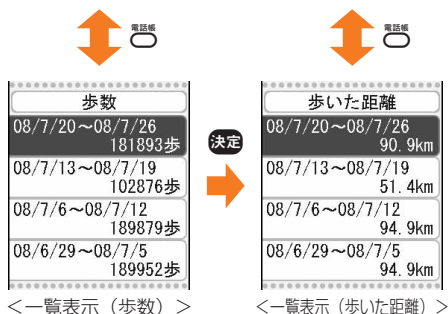 電話帳
電話帳
歩数
08/7/20～08/7/26
181893歩
08/7/13～08/7/19
102876歩
08/7/6～08/7/12
189879歩
08/6/29～08/7/5
189952歩
＜一覧表示（歩数）＞
決定
歩いた距離
08/7/20～08/7/26
90.9km
08/7/13～08/7/19
51.4km
08/7/6～08/7/12
94.9km
08/6/29～08/7/5
94.9km
＜一覧表示（歩いた距離）＞